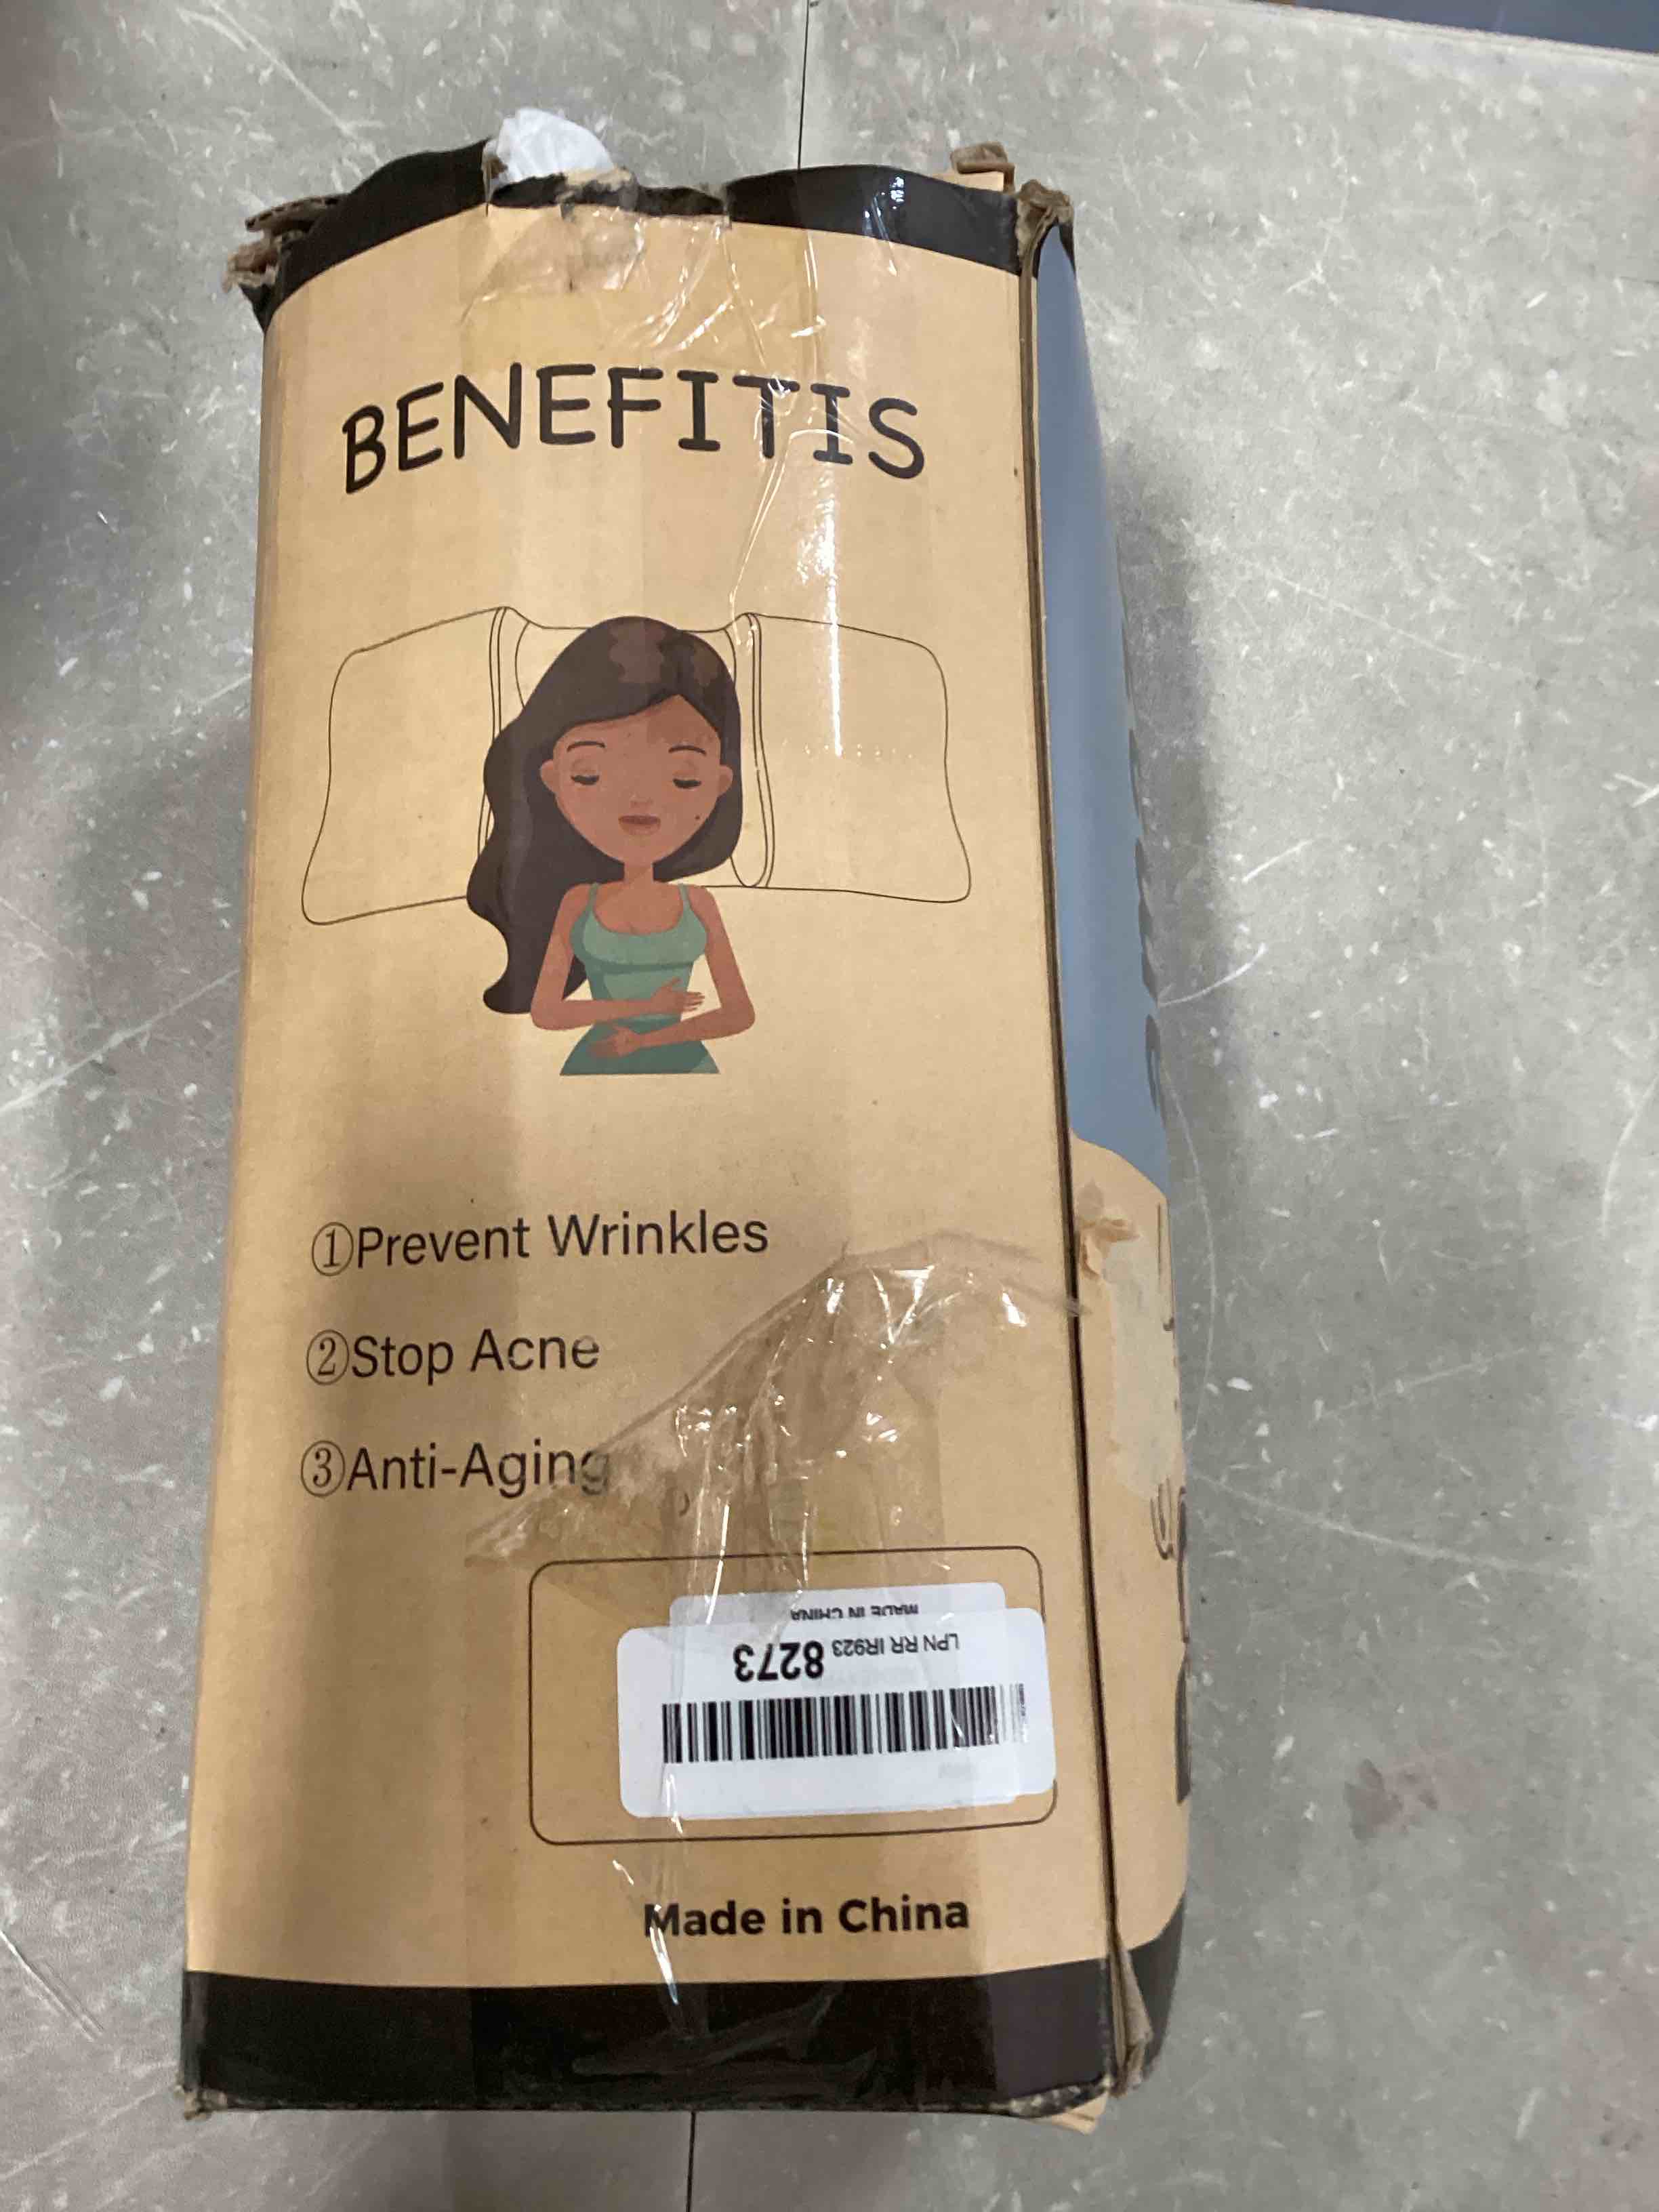 BENEFITIS
①Prevent Wrinkles
②Stop Acne
③Anti-Aging
MADE IN CHINA
LPN RR IR923 8273
Made in China